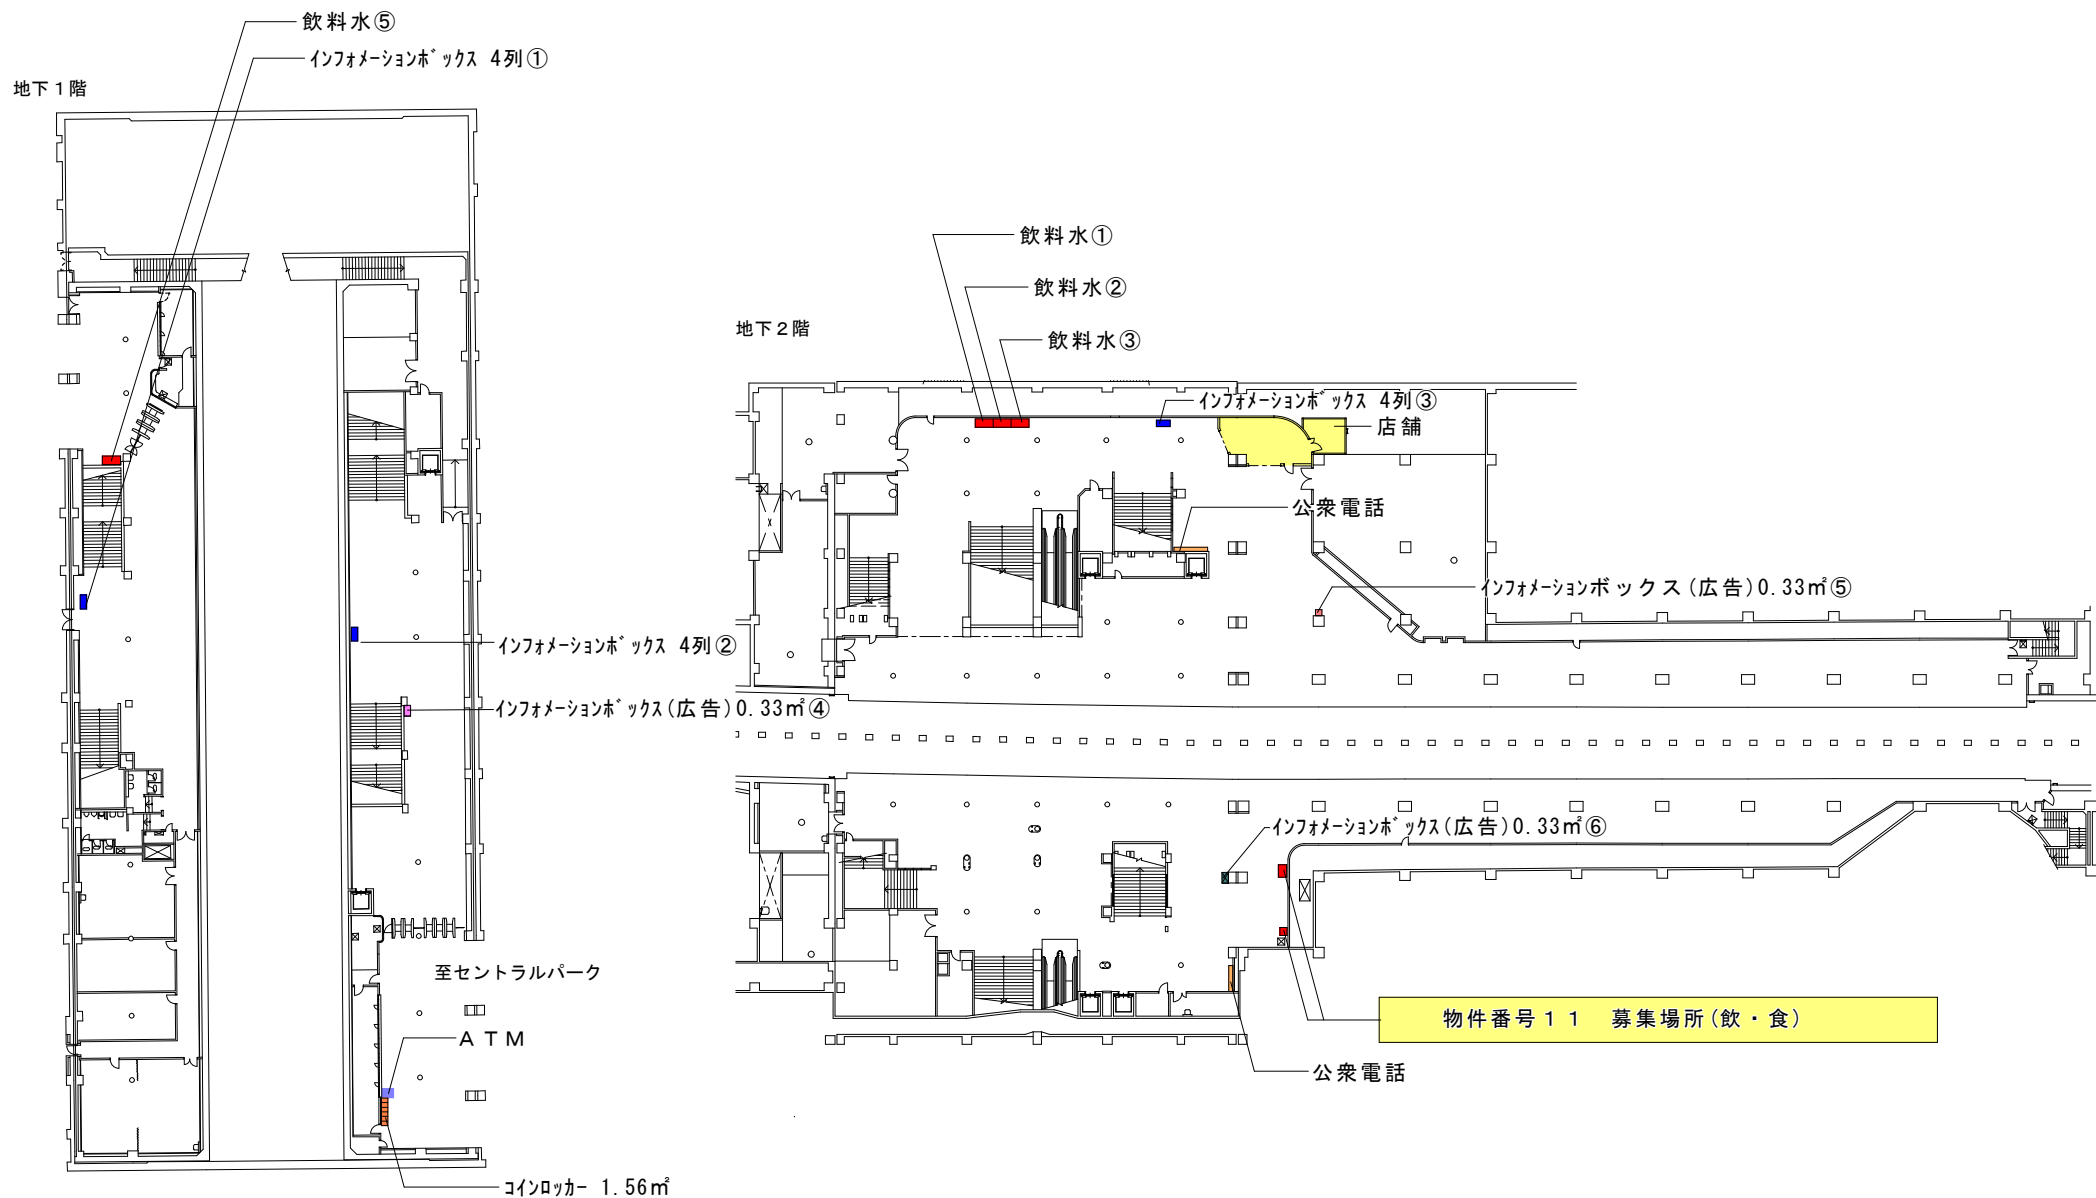 飲料水⑤
ｲﾝﾌｫﾒｰｼｮﾝﾎﾞｯｸｽ 4列①
地下１階
飲料水①
飲料水②
地下２階
飲料水③
ｲﾝﾌｫﾒｰｼｮﾝﾎﾞｯｸｽ 4列③
店舗
公衆電話
ｲﾝﾌｫﾒｰｼｮﾝボックス(広告)0.33㎡⑤
ｲﾝﾌｫﾒｰｼｮﾝﾎﾞｯｸｽ 4列②
ｲﾝﾌｫﾒｰｼｮﾝﾎﾞｯｸｽ(広告)0.33㎡④
ｲﾝﾌｫﾒｰｼｮﾝﾎﾞｯｸｽ(広告)0.33㎡⑥
至セントラルパーク
物件番号１１　募集場所(飲・食)
ＡＴＭ
公衆電話
ｺｲﾝﾛｯｶｰ 1.56㎡